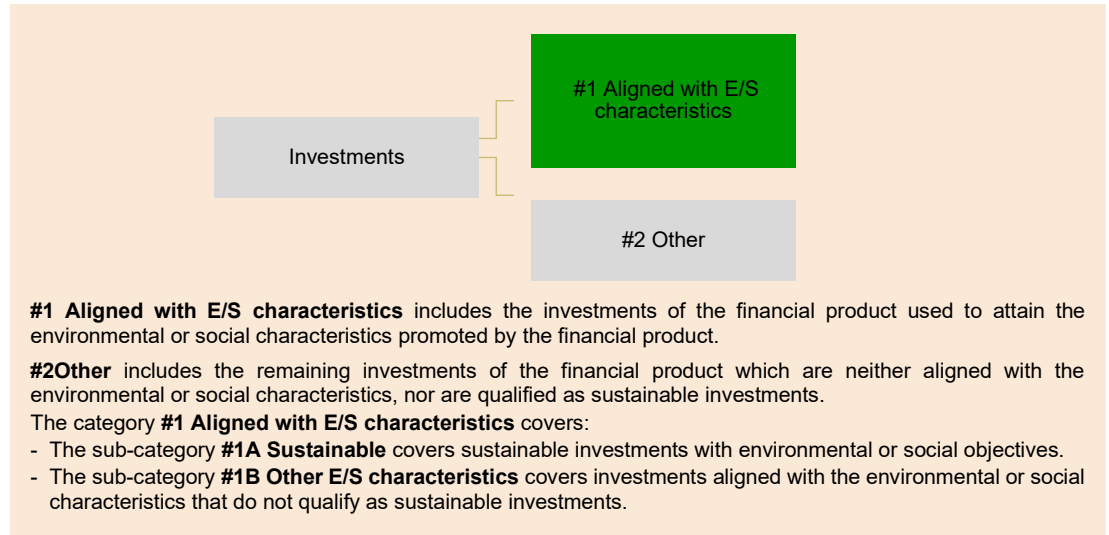 #1 Aligned with E/S
characteristics
Investments
#2 Other
#1 Aligned with E/S characteristics includes the investments of the financial product used to attain the
environmental or social characteristics promoted by the financial product.
#2Other includes the remaining investments of the financial product which are neither aligned with the
environmental or social characteristics, nor are qualified as sustainable investments.
The category #1 Aligned with E/S characteristics covers:
- The sub-category #1A Sustainable covers sustainable investments with environmental or social objectives.
- The sub-category #1B Other E/S characteristics covers investments aligned with the environmental or social
characteristics that do not qualify as sustainable investments.